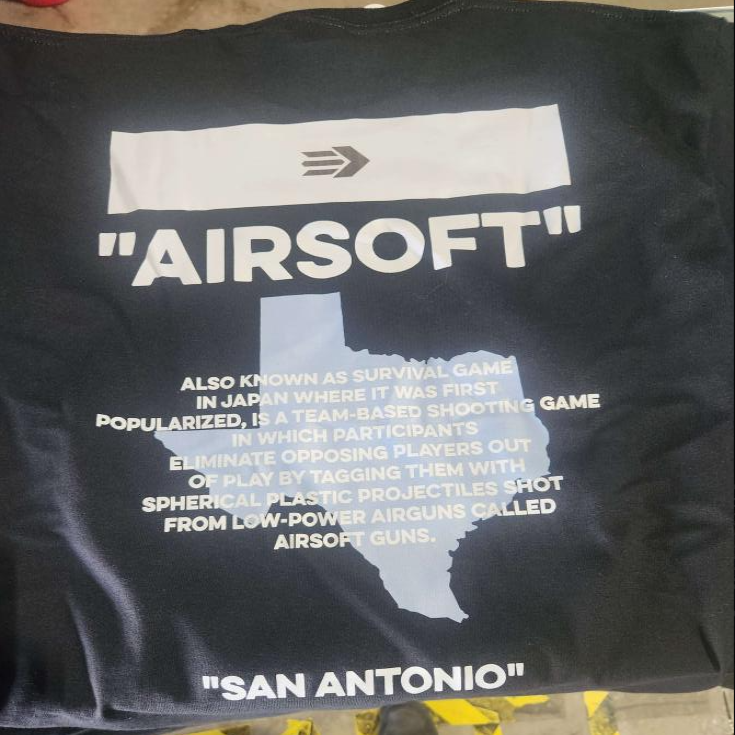 "AIRSOFT"
ALSO KNOWN AS SURVIVAL GAME
IN JAPAN WHERE IT WAS FIRST
POPULARIZED, IS A TEAM-BASED SHOOTING GAME
IN WHICH PARTICIPANTS
ELIMINATE OPPOSING PLAYERS OUT
OF PLAY BY TAGGING THEM WITH
SPHERICAL PLASTIC PROJECTILES SHOT
FROM LOW-POWER AIRGUNS CALLED
AIRSOFT GUNS.
"SAN ANTONIO"